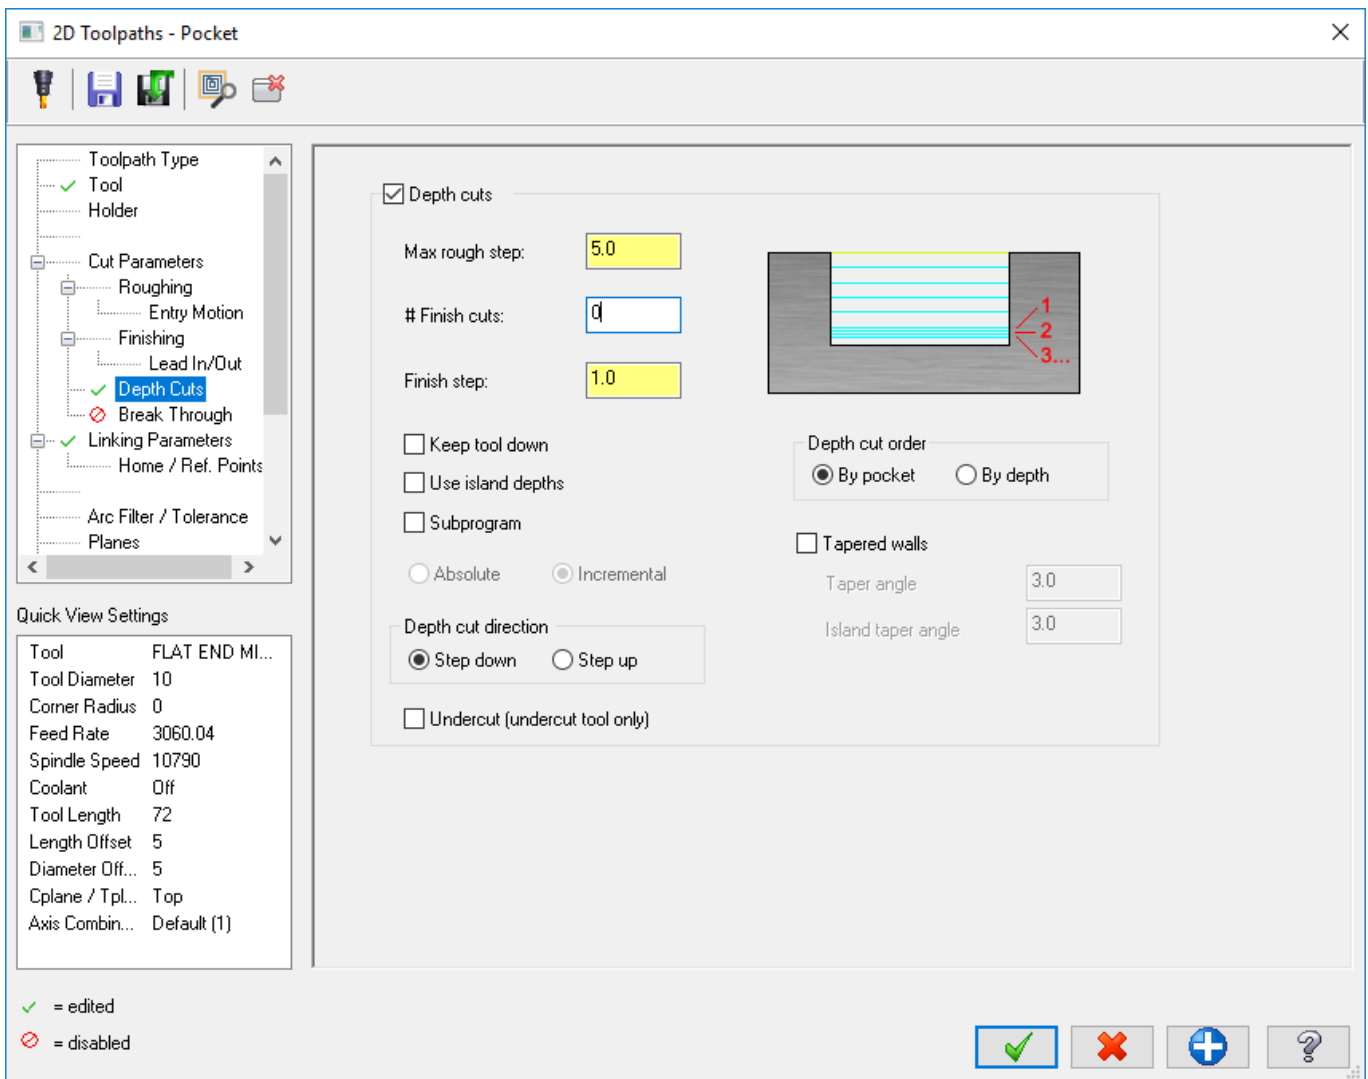 2D Toolpaths - Pocket
Toolpath Type
Tool
Holder
Cut Parameters
Roughing
Entry Motion
Finishing
Lead In/Out
Depth Cuts
Break Through
Linking Parameters
Home / Ref. Points
Arc Filter / Tolerance
Planes
Quick View Settings
Tool FLAT END MI...
Tool Diameter 10
Corner Radius 0
Feed Rate 3060.04
Spindle Speed 10790
Coolant Off
Tool Length 72
Length Offset 5
Diameter Off... 5
Cplane / Tpl... Top
Axis Combin... Default (1)
= edited
= disabled
Depth cuts
Max rough step: 5.0
# Finish cuts: 0
Finish step: 1.0
1
2
3...
Keep tool down
Use island depths
Subprogram
Absolute Incremental
Depth cut direction
Step down Step up
Undercut (undercut tool only)
Depth cut order
By pocket By depth
Tapered walls
Taper angle 3.0
Island taper angle 3.0